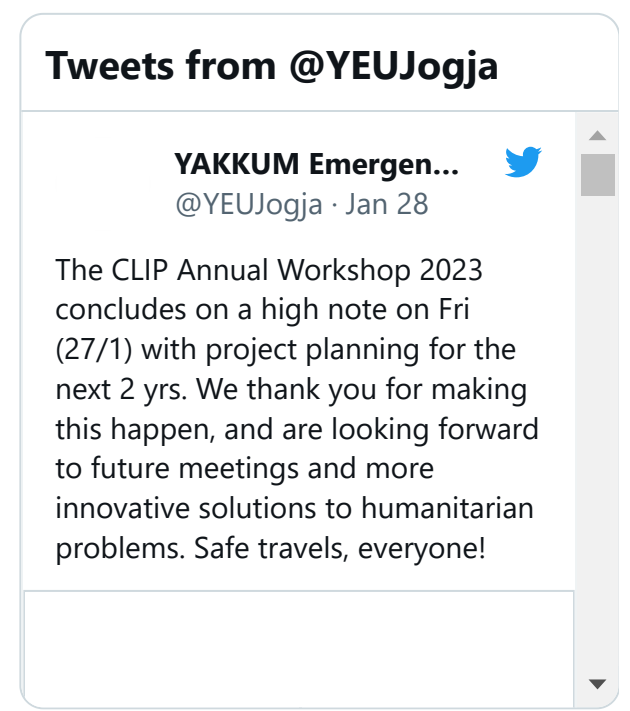 Tweets from @YEUJogja
YAKKUM Emergen...
@YEUJogja · Jan 28
The CLIP Annual Workshop 2023
concludes on a high note on Fri
(27/1) with project planning for the
next 2 yrs. We thank you for making
this happen, and are looking forward
to future meetings and more
innovative solutions to humanitarian
problems. Safe travels, everyone!